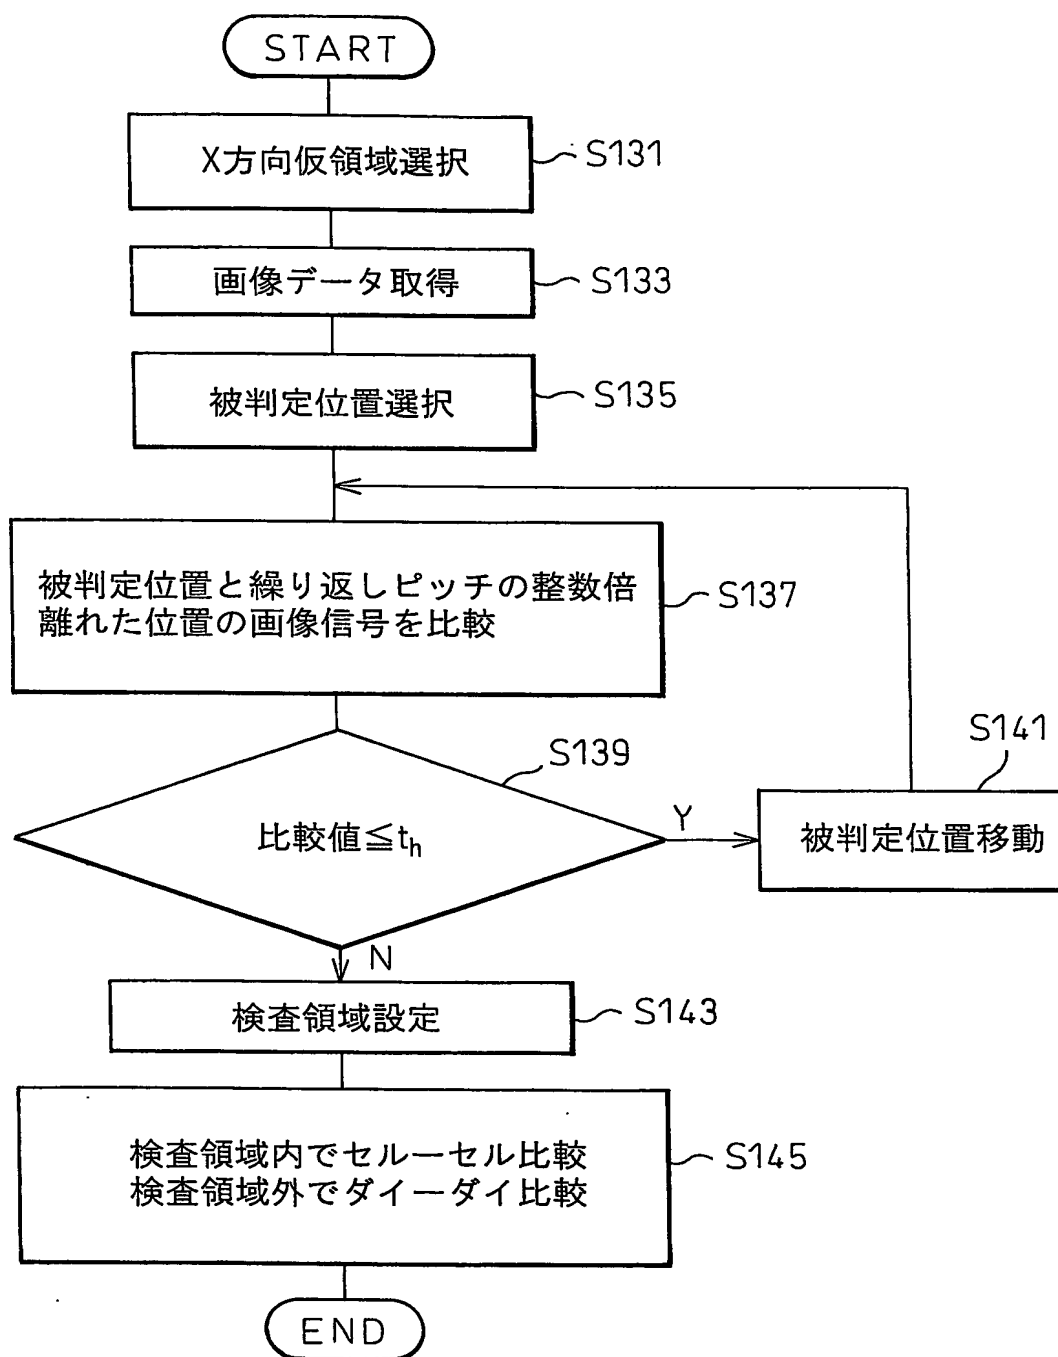 START
X方向仮領域選択
S131
画像データ取得
S133
被判定位置選択
S135
被判定位置と繰り返しピッチの整数倍
離れた位置の画像信号を比較
S137
S139
比較値≦th
Y
S141
被判定位置移動
N
検査領域設定
S143
検査領域内でセルーセル比較
検査領域外でダイーダイ比較
S145
END